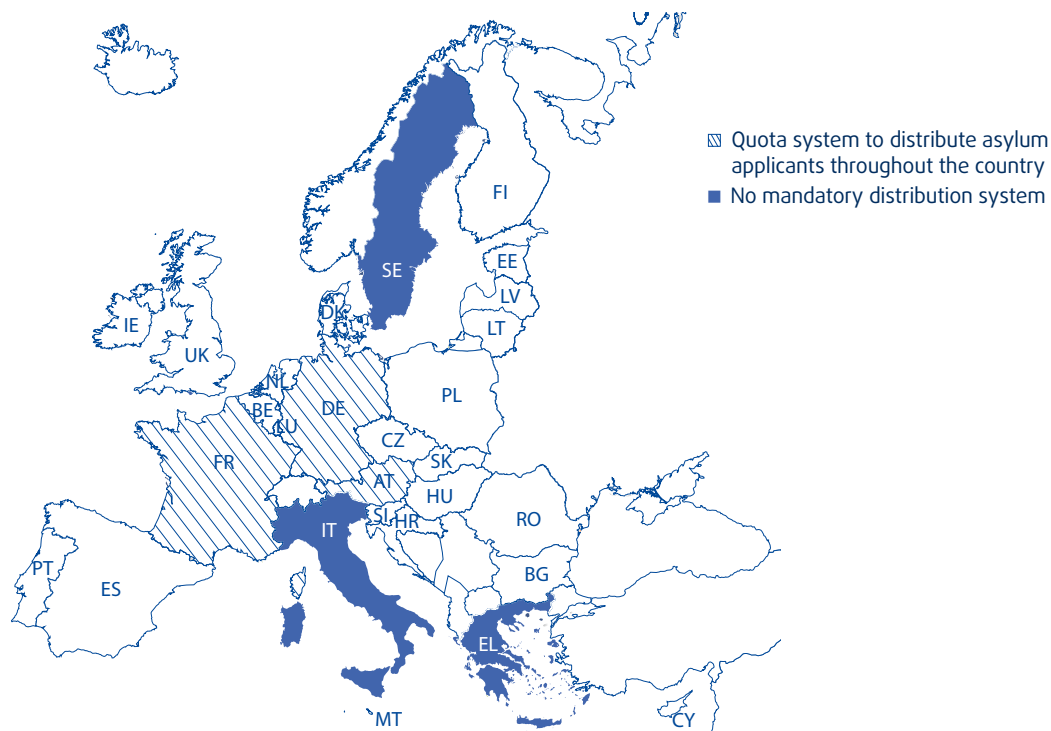 Quota system to distribute asylum
applicants throughout the country
No mandatory distribution system
FI
SE
EE
LV
DK
IE
LT
UK
NL
PL
BE
DE
LU
CZ
FR
SK
AT
HU
SI
HR
RO
IT
PT
BG
ES
EL
MT
CY